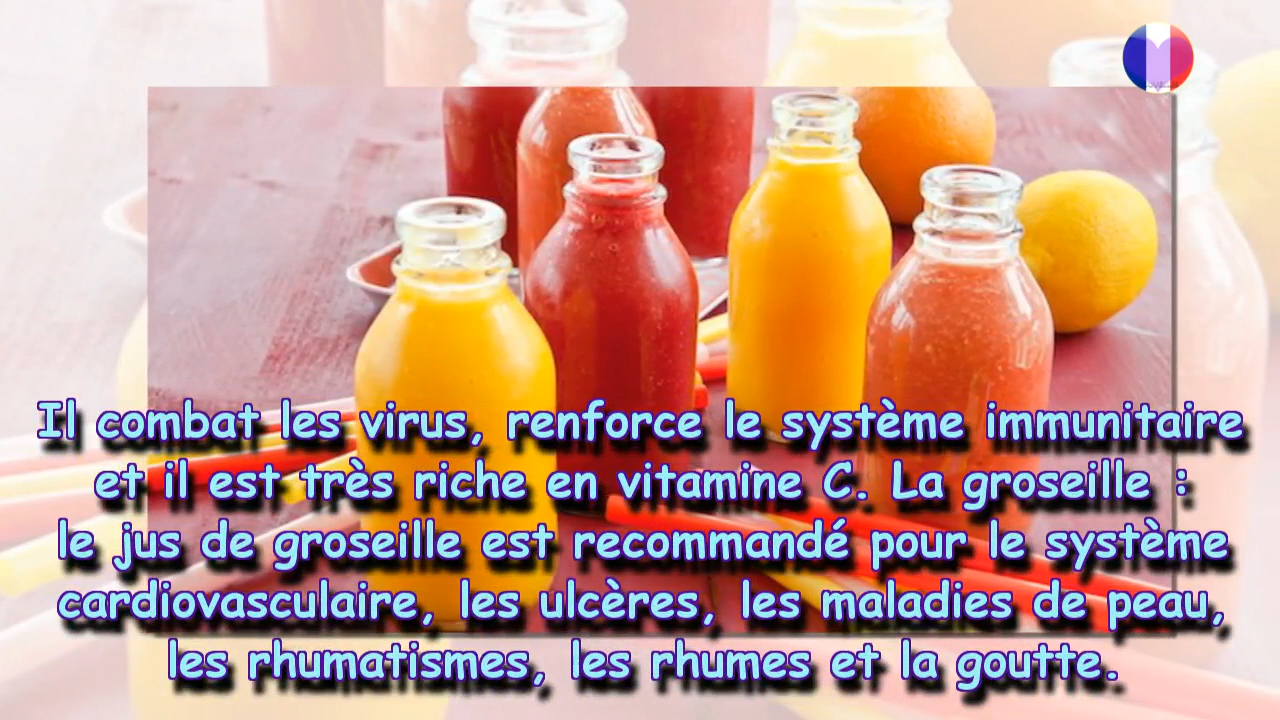 Il combat les virus, renforce le système immunitaire
et il est très riche en vitamine C. La groseille :
le jus de groseille est recommandé pour le système
cardiovasculaire, les ulcères, les maladies de peau,
les rhumatismes, les rhumes et la goutte.